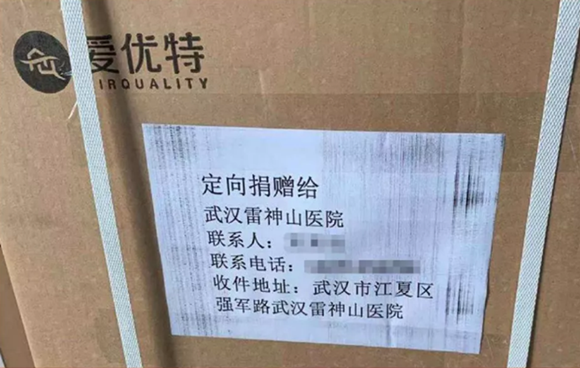 爱优特
AIRQUALITY
定向捐赠给
武汉雷神山医院
联系人：
联系电话：
收件地址：武汉市江夏区
强军路武汉雷神山医院